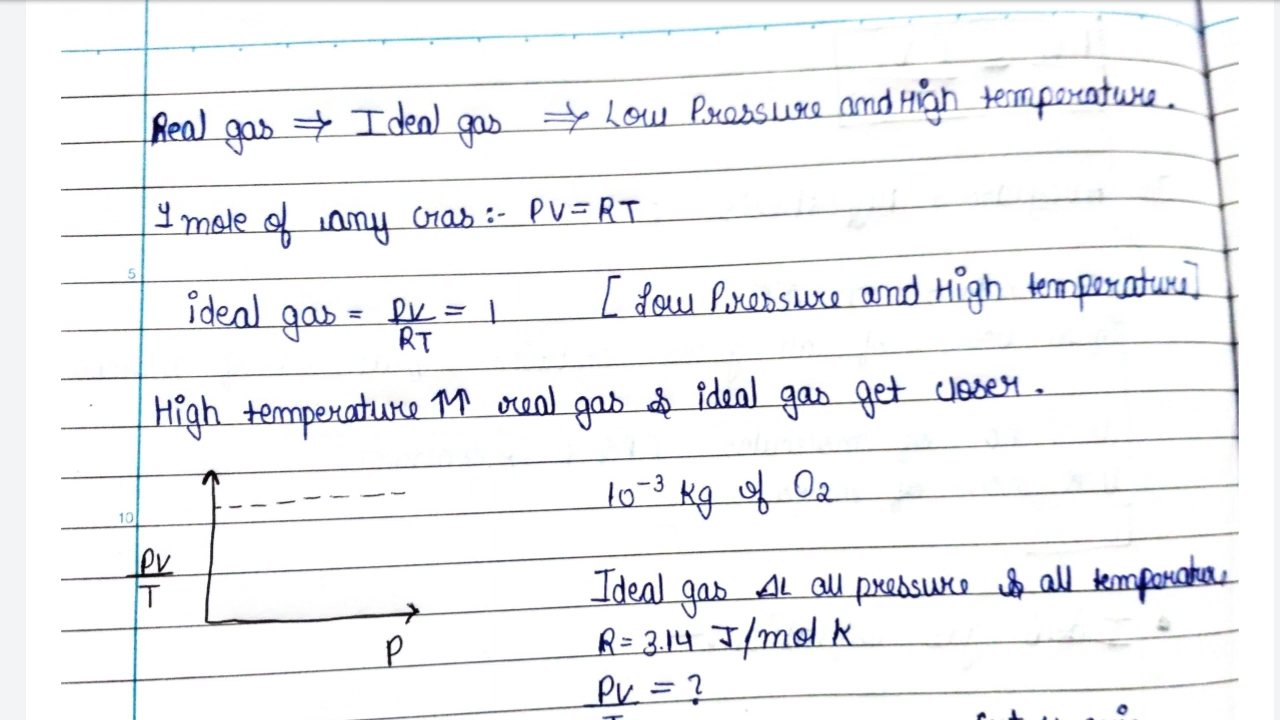 Real gas ⇒ Ideal gas ⇒ Low Pressure and High temperature.
1 mole of any Gas :- PV = RT
5
ideal gas = PV/RT = 1 [Low Pressure and High temperature]
High temperature ↑↑ real gas & ideal gas get closer.
10^-3 Kg of O2
10
PV/T
Ideal gas at all pressure & all temperature
R = 3.14 J/mol K
P
PV/T = ?